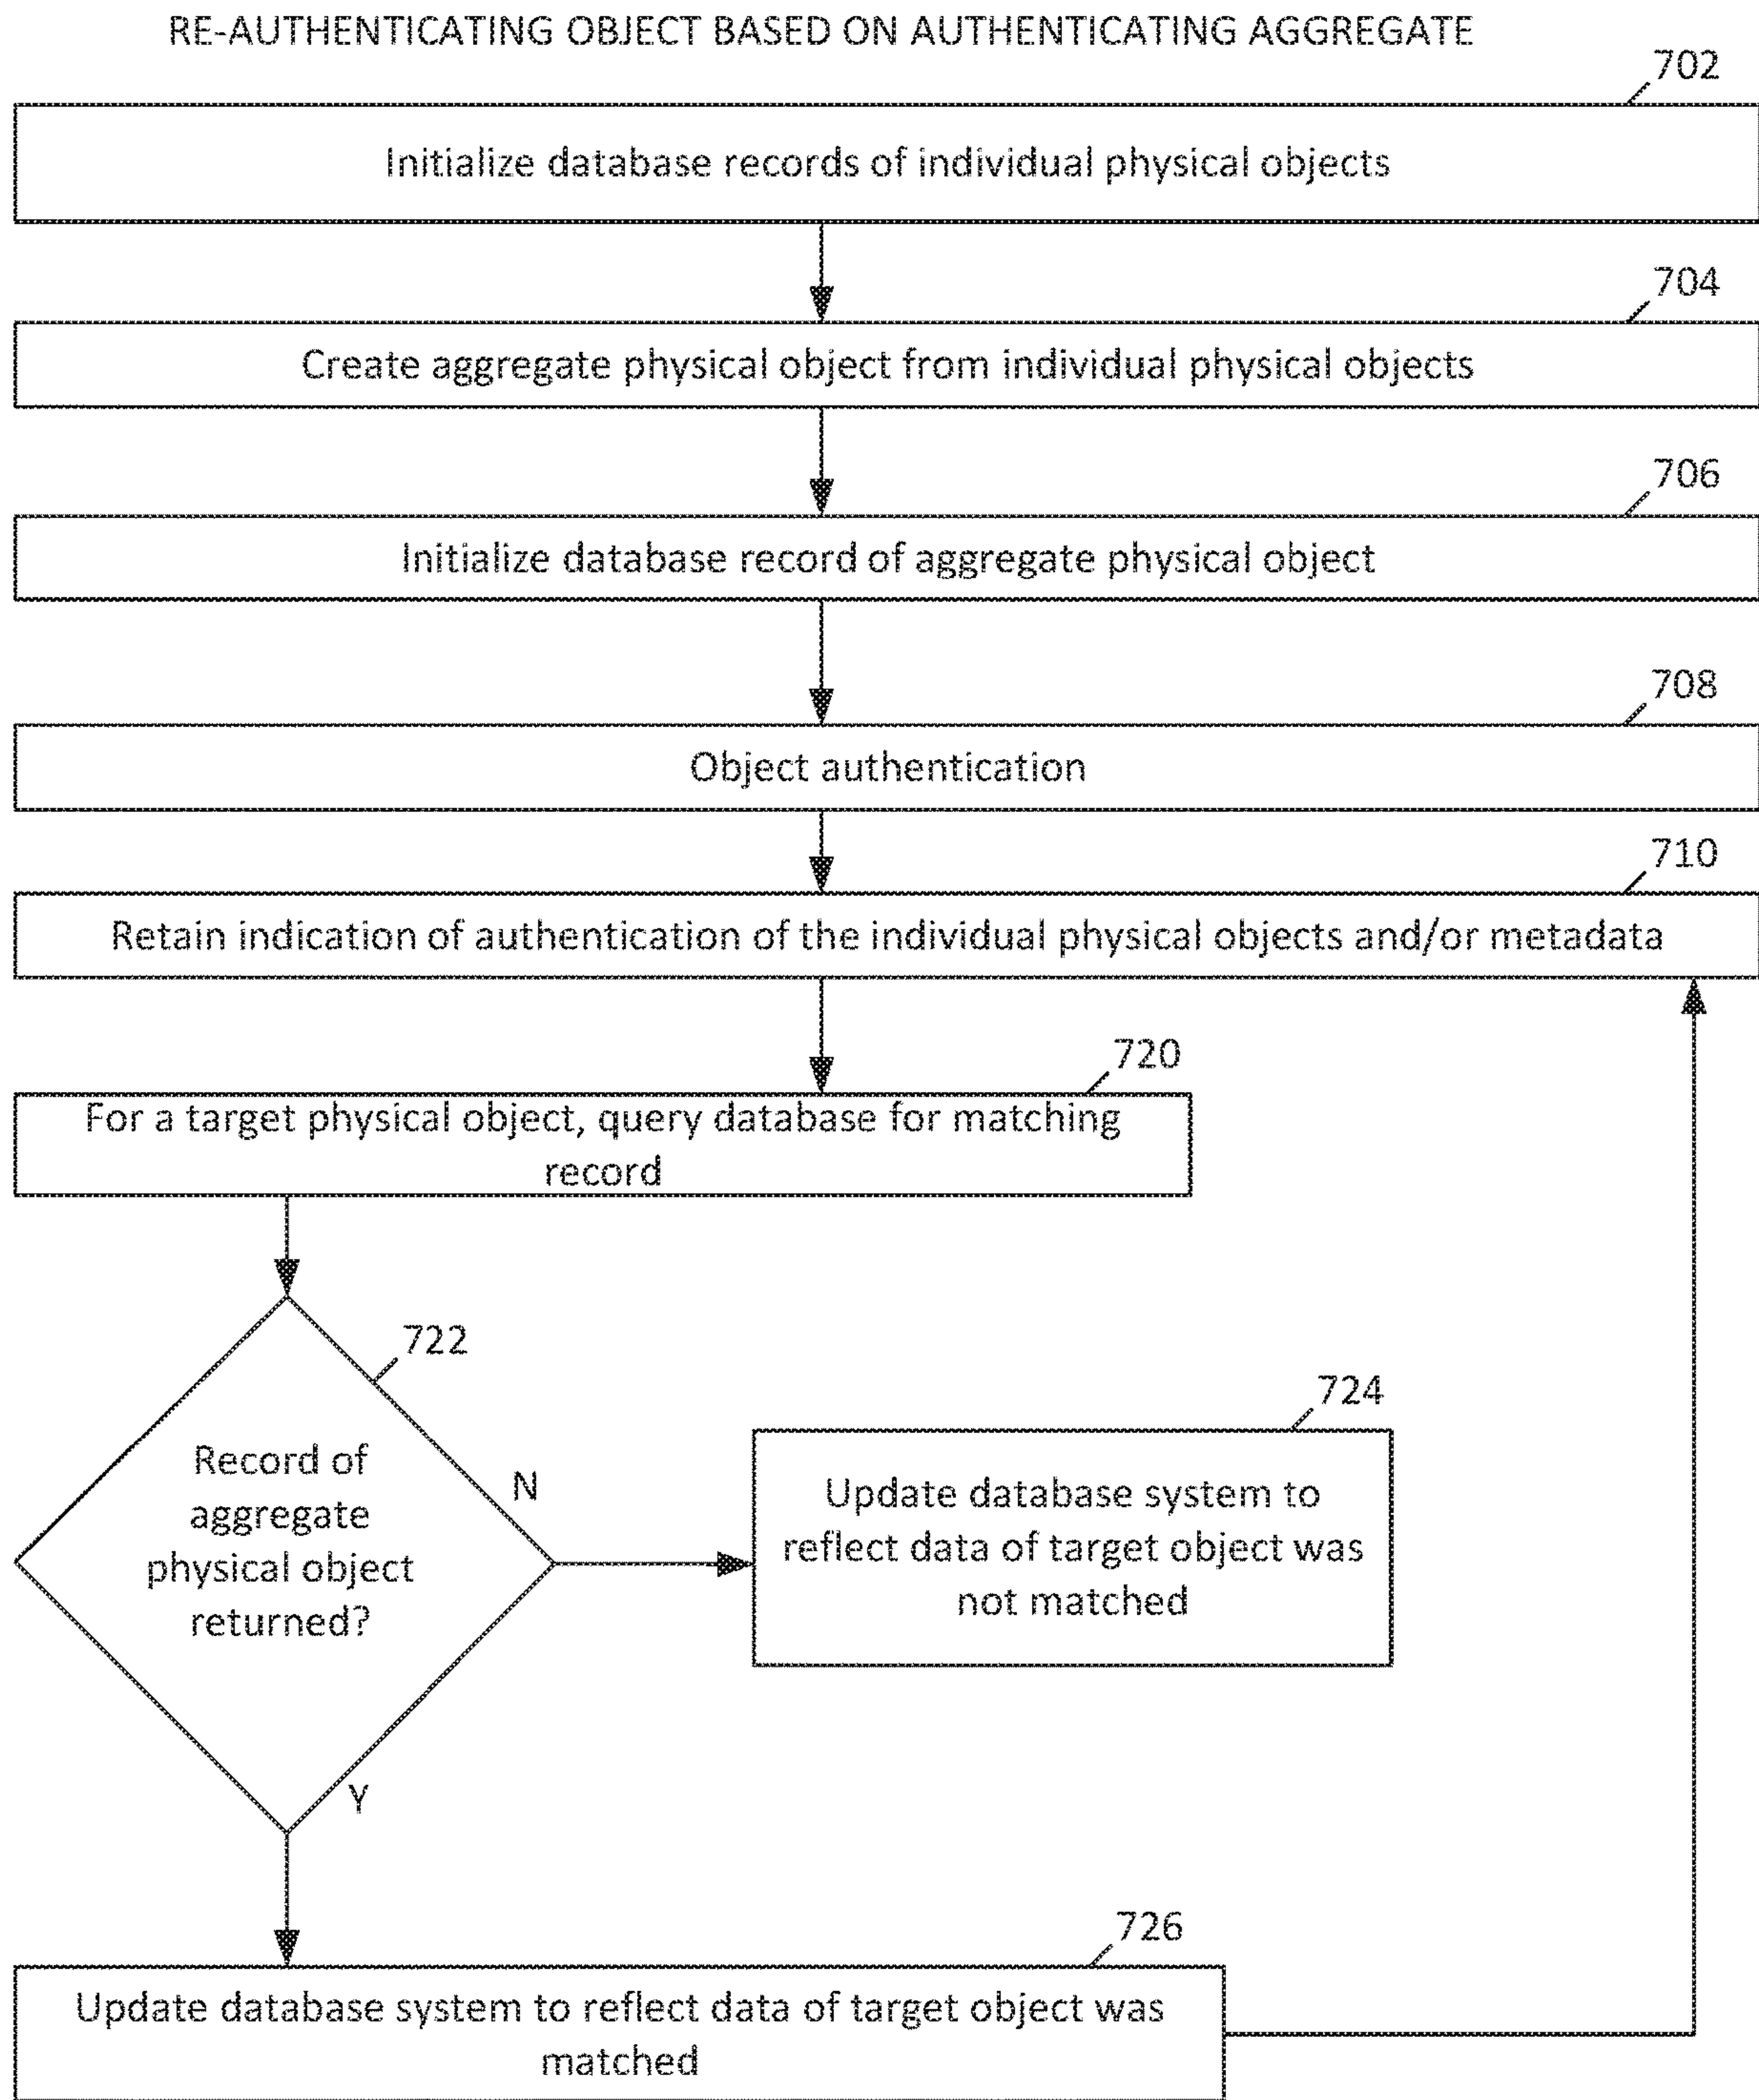 RE-AUTHENTICATING OBJECT BASED ON AUTHENTICATING AGGREGATE
702
Initialize database records of individual physical objects
704
Create aggregate physical object from individual physical objects
706
Initialize database record of aggregate physical object
708
Object authentication
710
Retain indication of authentication of the individual physical objects and/or metadata
720
For a target physical object, query database for matching
record
722
Record of
aggregate
physical object
returned?
N
Y
724
Update database system to
reflect data of target object was
not matched
726
Update database system to reflect data of target object was
matched